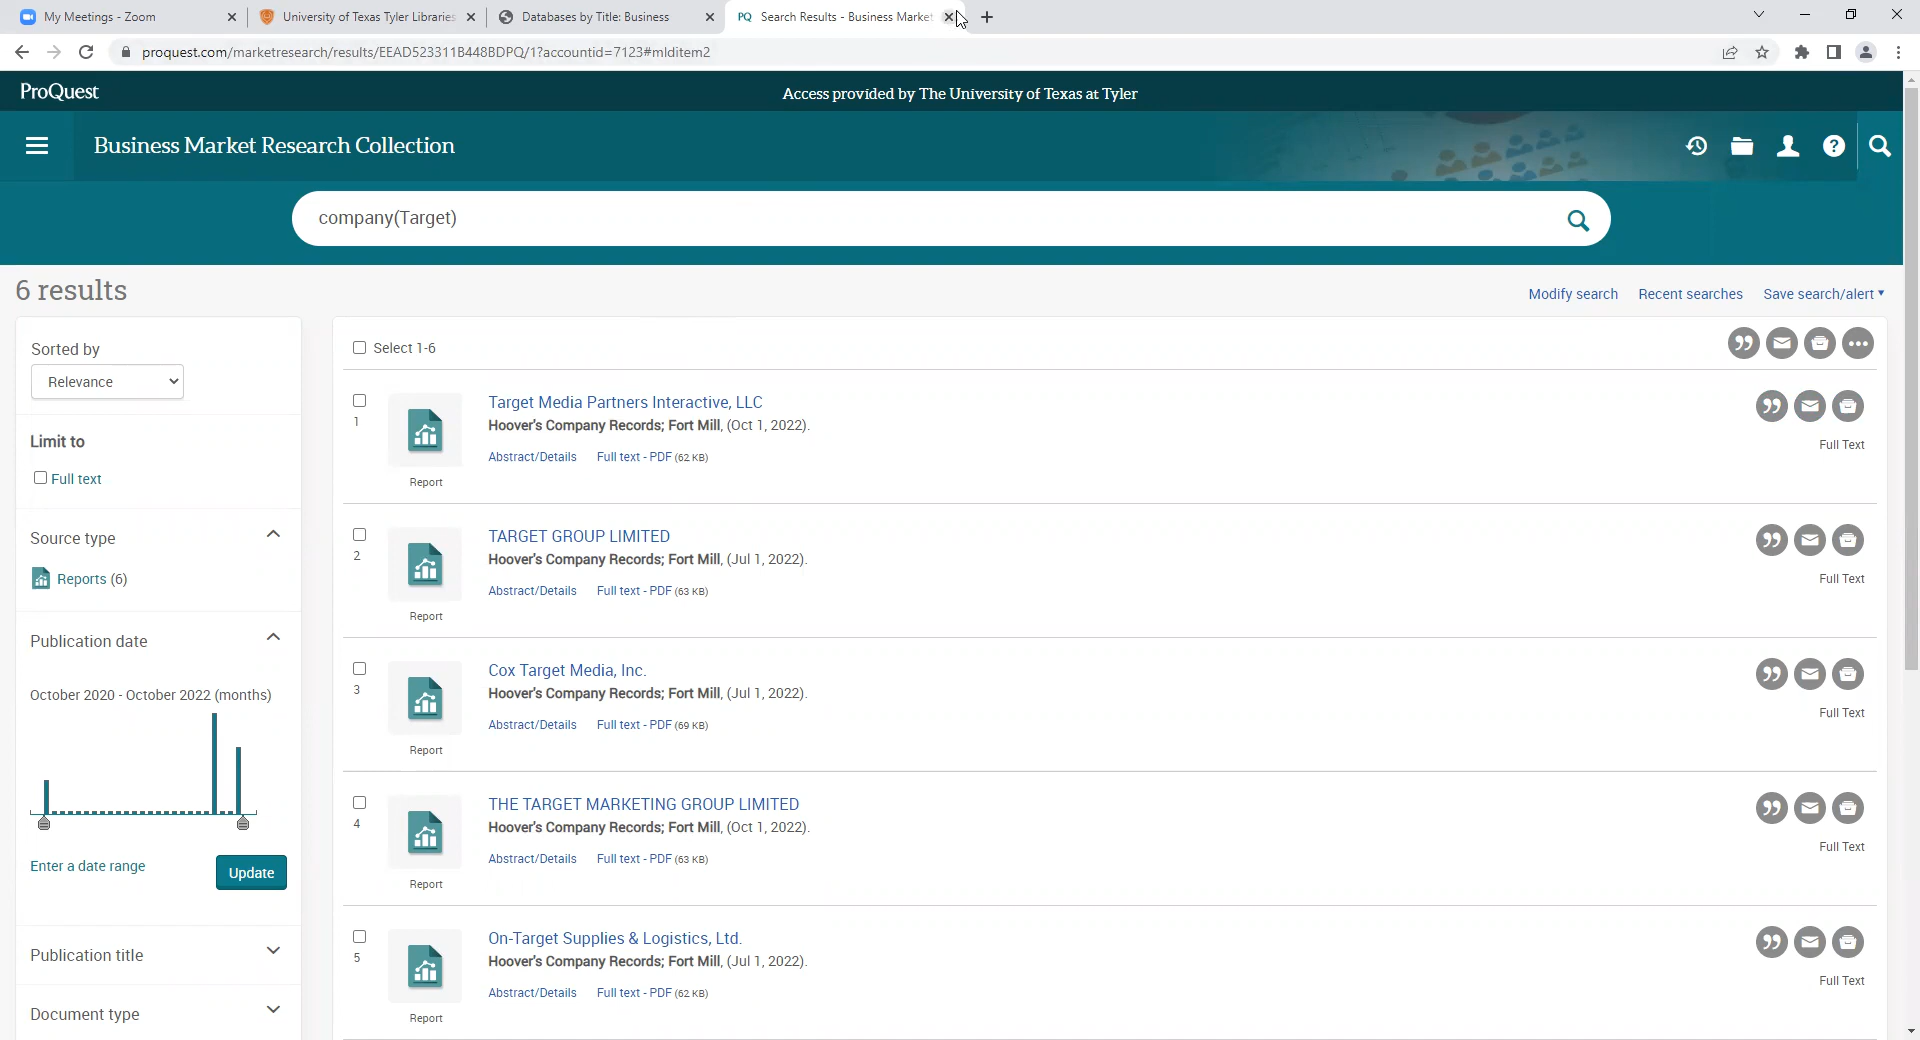 My Meetings - Zoom
University of Texas Tyler Libraries
Databases by Title: Business
PQ Search Results - Business Market
proquest.com/marketresearch/results/EEAD523311B448BDPQ/1?accountid=7123#mlditem2
ProQuest
Access provided by The University of Texas at Tyler
Business Market Research Collection
company(Target)
6 results
Modify search Recent searches Save search/alert
Sorted by
Relevance
Limit to
Full text
Source type
Reports (6)
Publication date
October 2020 - October 2022 (months)
Enter a date range
Update
Publication title
Document type
Select 1-6
1
Target Media Partners Interactive, LLC
Hoover's Company Records; Fort Mill, (Oct 1, 2022).
Abstract/Details Full text - PDF (62 KB)
Report
Full Text
2
TARGET GROUP LIMITED
Hoover's Company Records; Fort Mill, (Jul 1, 2022).
Abstract/Details Full text - PDF (63 KB)
Report
Full Text
3
Cox Target Media, Inc.
Hoover's Company Records; Fort Mill, (Jul 1, 2022).
Abstract/Details Full text - PDF (69 KB)
Report
Full Text
4
THE TARGET MARKETING GROUP LIMITED
Hoover's Company Records; Fort Mill, (Oct 1, 2022).
Abstract/Details Full text - PDF (63 KB)
Report
Full Text
5
On-Target Supplies & Logistics, Ltd.
Hoover's Company Records; Fort Mill, (Jul 1, 2022).
Abstract/Details Full text - PDF (62 KB)
Report
Full Text